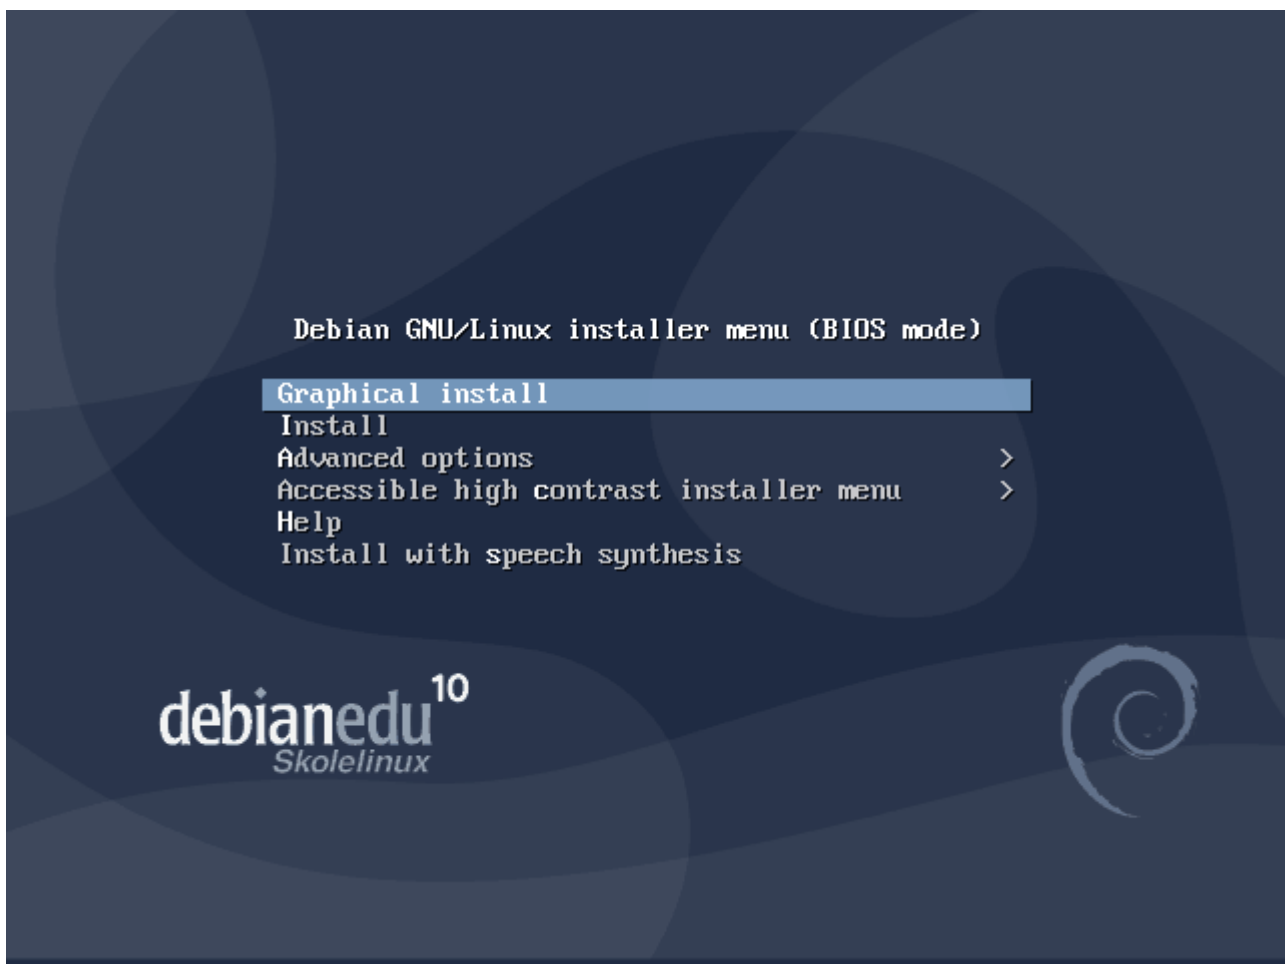 Debian GNU/Linux installer menu (BIOS mode)
Graphical install
Install
Advanced options >
Accessible high contrast installer menu >
Help
Install with speech synthesis
debianedu 10
Skolelinux